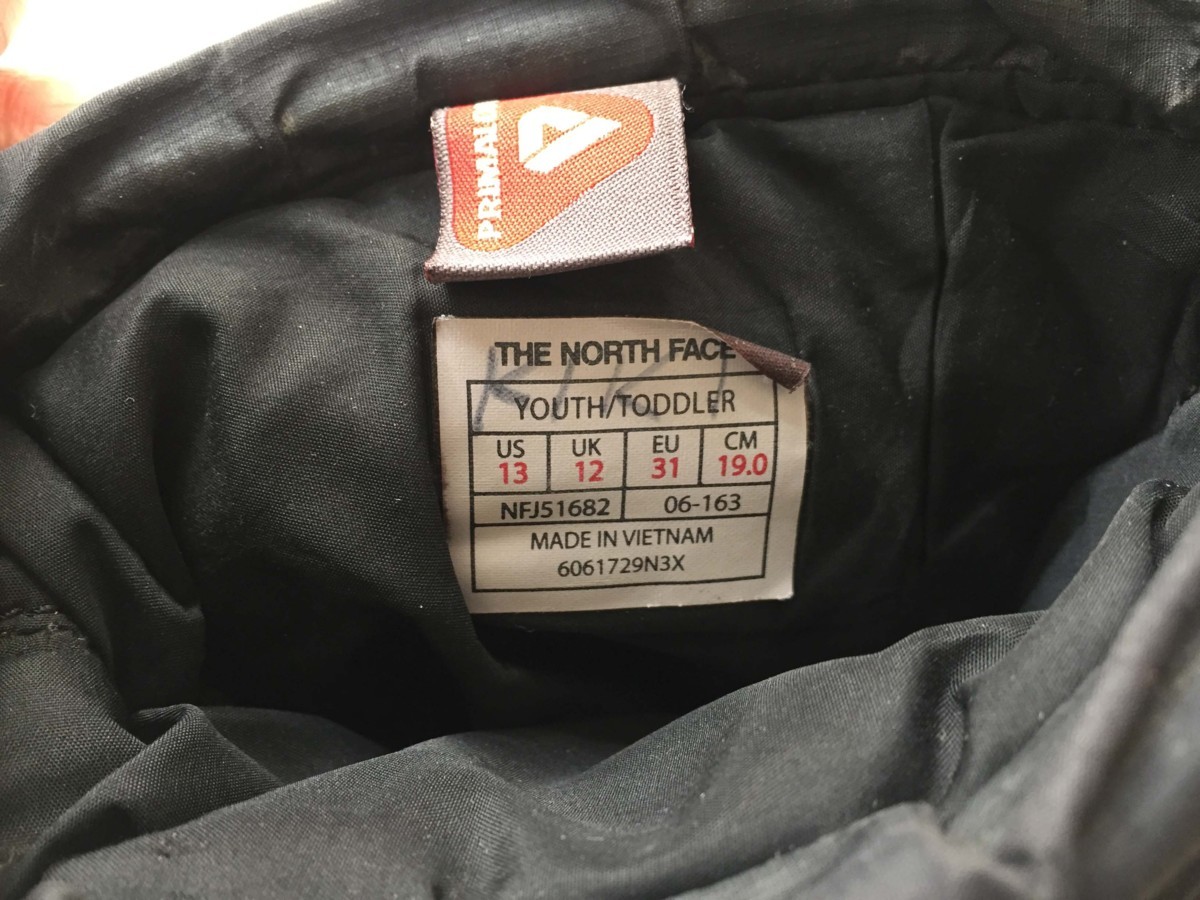 PRIMALO
THE NORTH FACE
YOUTH/TODDLER
US UK EU CM
13 12 31 19.0
NFJ51682 06-163
MADE IN VIETNAM
6061729N3X